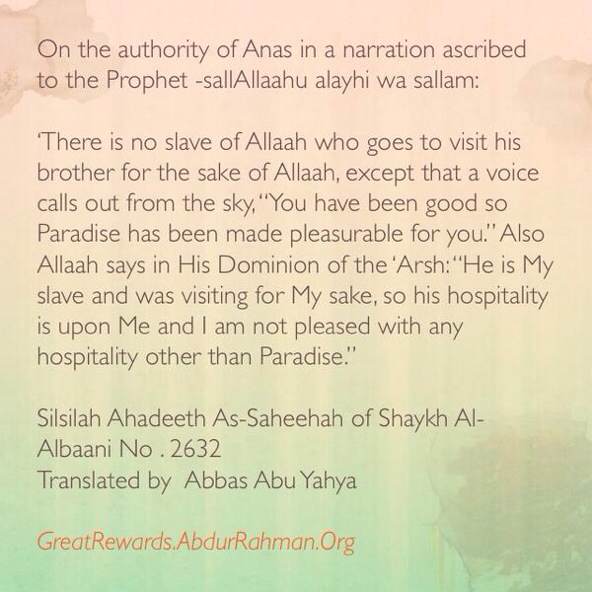 On the authority of Anas in a narration ascribed
to the Prophet -sallAllaahu alayhi wa sallam:
‘There is no slave of Allaah who goes to visit his
brother for the sake of Allaah, except that a voice
calls out from the sky, “You have been good so
Paradise has been made pleasurable for you.” Also
Allaah says in His Dominion of the ‘Arsh: “He is My
slave and was visiting for My sake, so his hospitality
is upon Me and I am not pleased with any
hospitality other than Paradise.”
Silsilah Ahadeeth As-Saheehah of Shaykh Al-
Albaani No . 2632
Translated by Abbas Abu Yahya
GreatRewards.AbdurRahman.Org